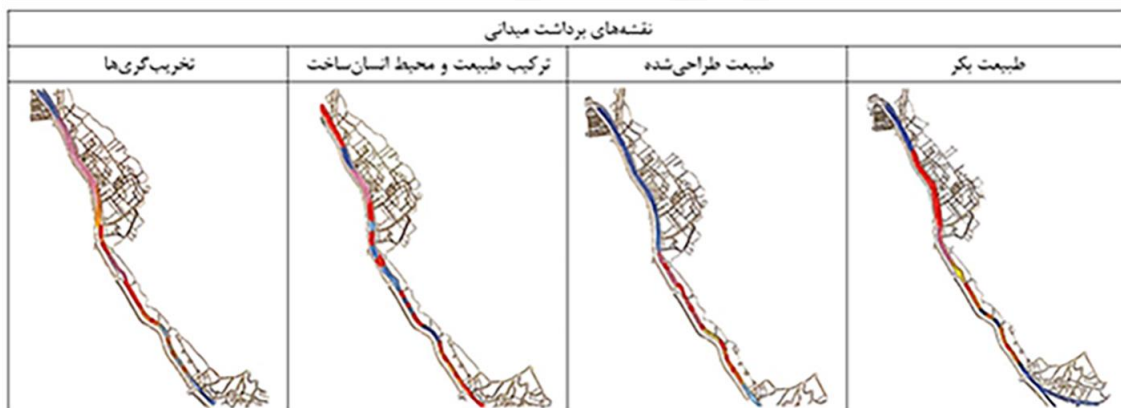 نقشه‌های برداشت میدانی
طبیعت بکر
طبیعت طراحی‌شده
ترکیب طبیعت و محیط انسان‌ساخت
تخریب‌گری‌ها